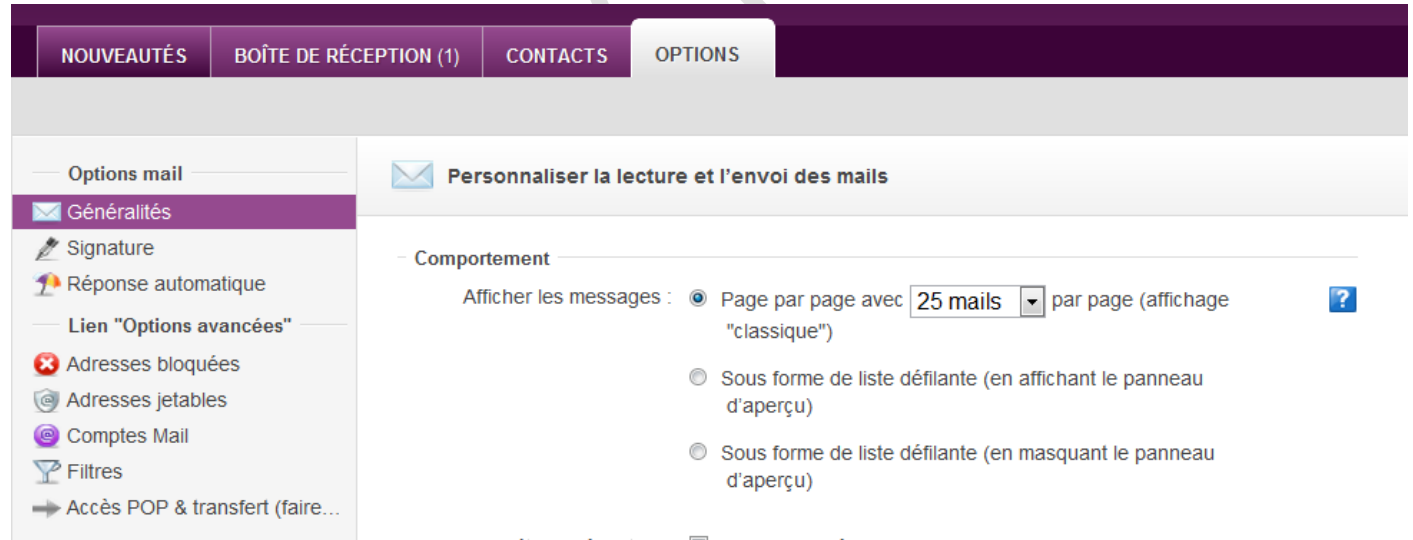 NOUVEAUTÉS BOÎTE DE RÉCEPTION (1) CONTACTS OPTIONS
Options mail
Généralités
Signature
Réponse automatique
Lien "Options avancées"
Adresses bloquées
Adresses jetables
Comptes Mail
Filtres
Accès POP & transfert (faire...
Personnaliser la lecture et l'envoi des mails
Comportement
Afficher les messages : Page par page avec 25 mails par page (affichage
"classique")
Sous forme de liste défilante (en affichant le panneau
d'aperçu)
Sous forme de liste défilante (en masquant le panneau
d'aperçu)
?